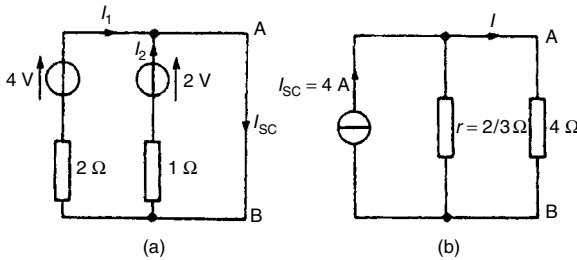 I1
A
I2
4 V
2 V
ISC
2 Ω
1 Ω
B
(a)
I
A
ISC = 4 A
r = 2/3 Ω
4 Ω
B
(b)